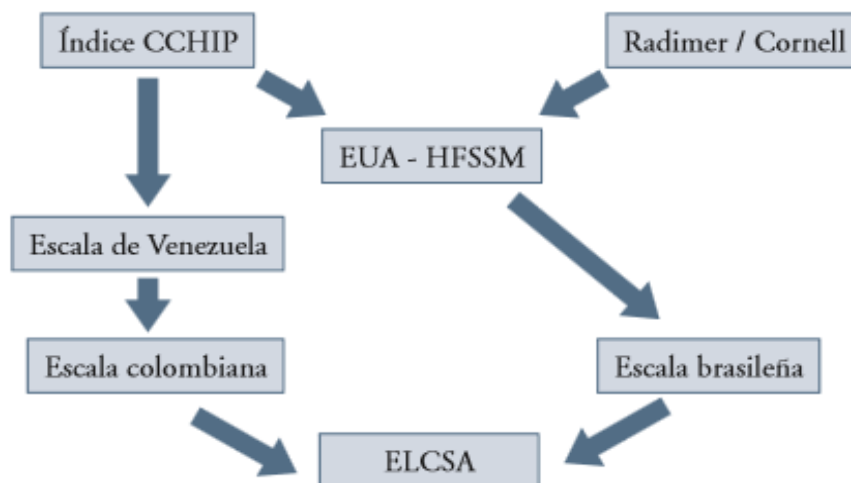 Índice CCHIP
Radimer / Cornell
EUA - HFSSM
Escala de Venezuela
Escala colombiana
Escala brasileña
ELCSA